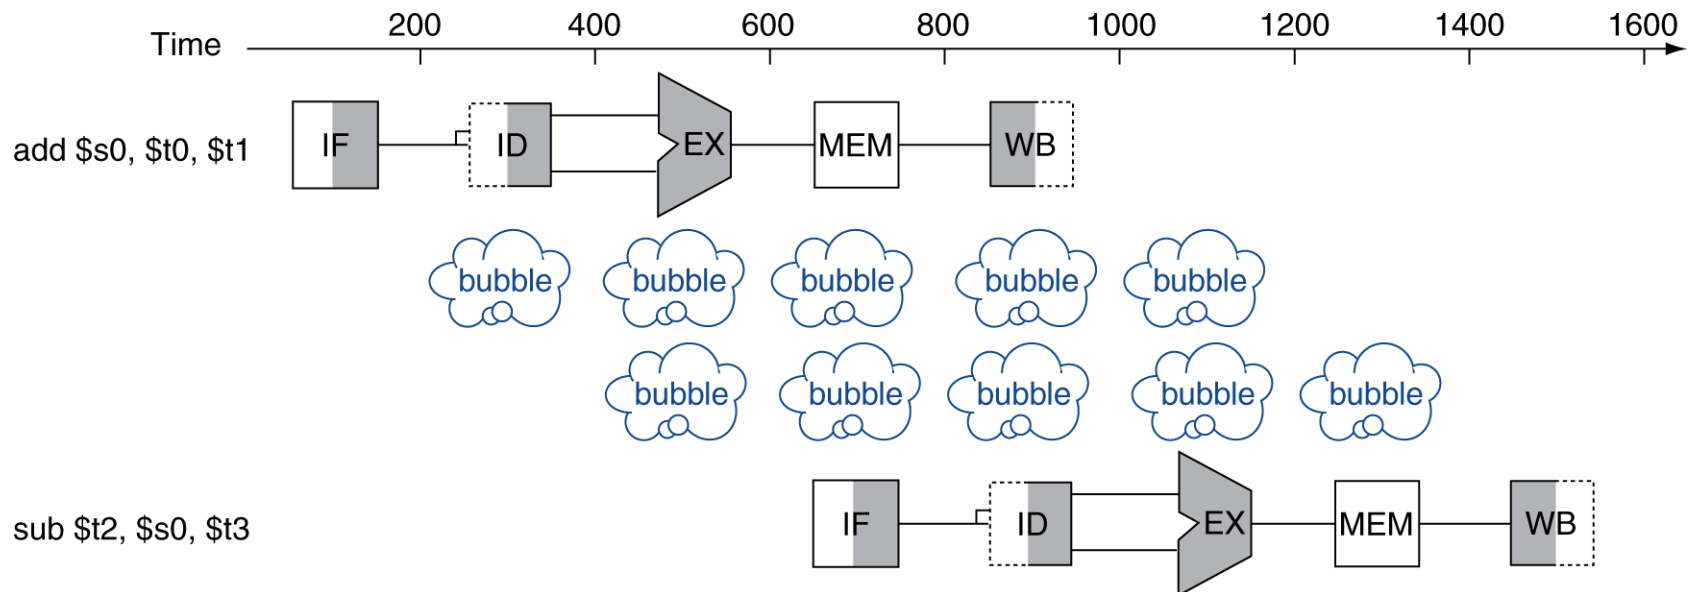 Time 200 400 600 800 1000 1200 1400 1600
add $s0, $t0, $t1 IF ID EX MEM WB
bubble bubble bubble bubble bubble
bubble bubble bubble bubble bubble
sub $t2, $s0, $t3 IF ID EX MEM WB